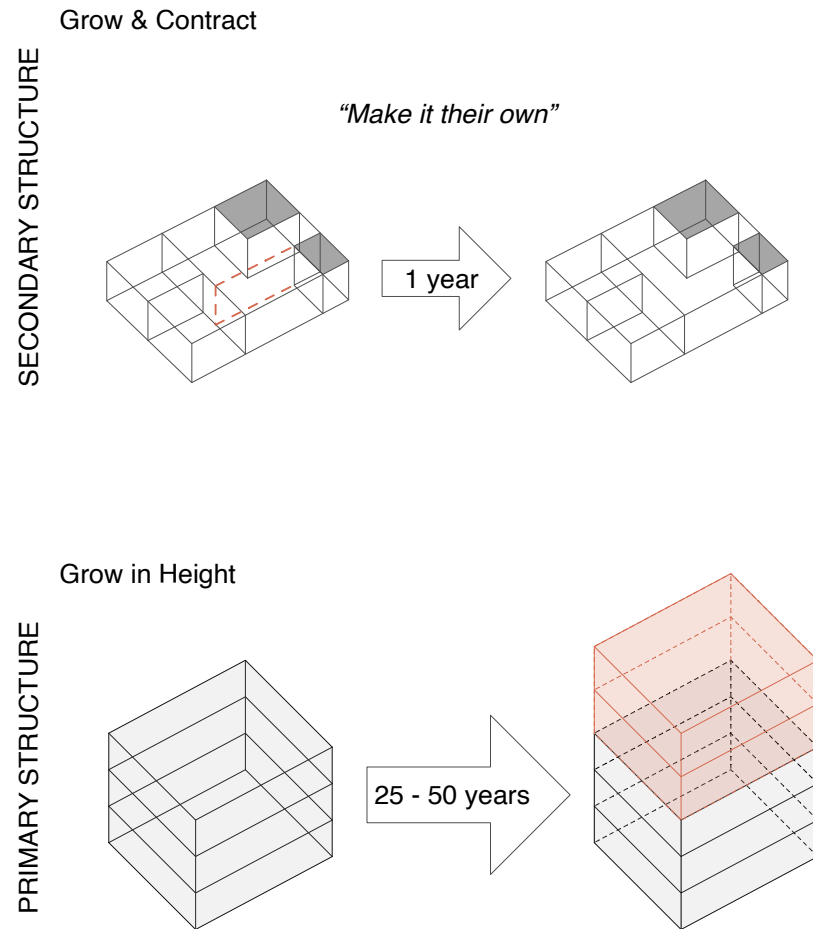 Grow & Contract
SECONDARY STRUCTURE
“Make it their own”
1 year
Grow in Height
PRIMARY STRUCTURE
25 - 50 years